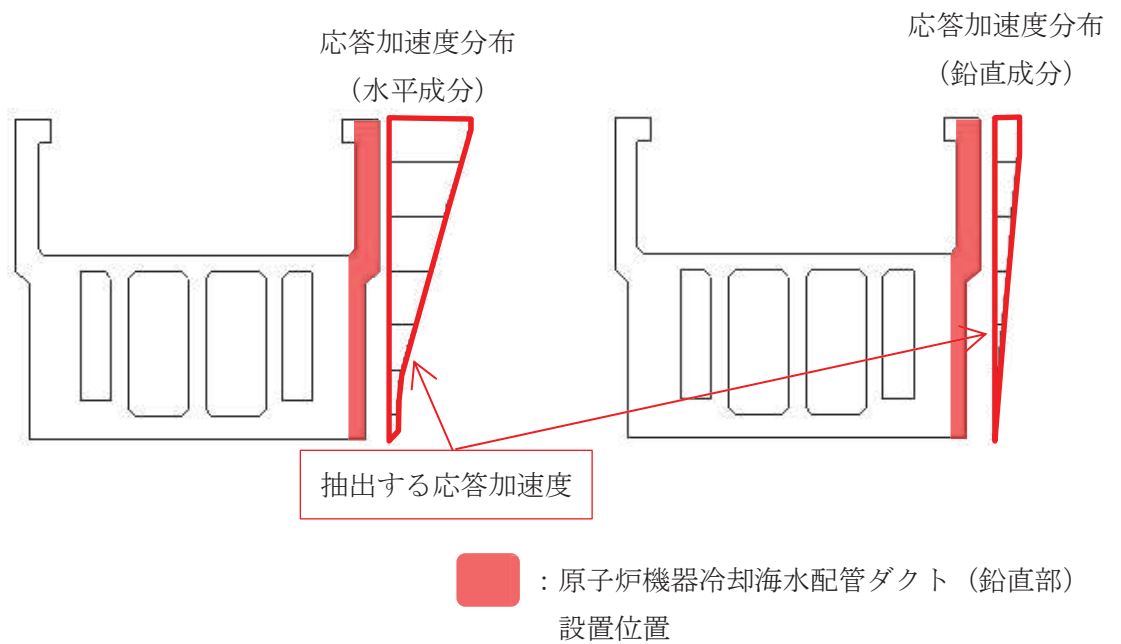 応答加速度分布
（水平成分）
応答加速度分布
（鉛直成分）
抽出する応答加速度
：原子炉機器冷却海水配管ダクト（鉛直部）
設置位置